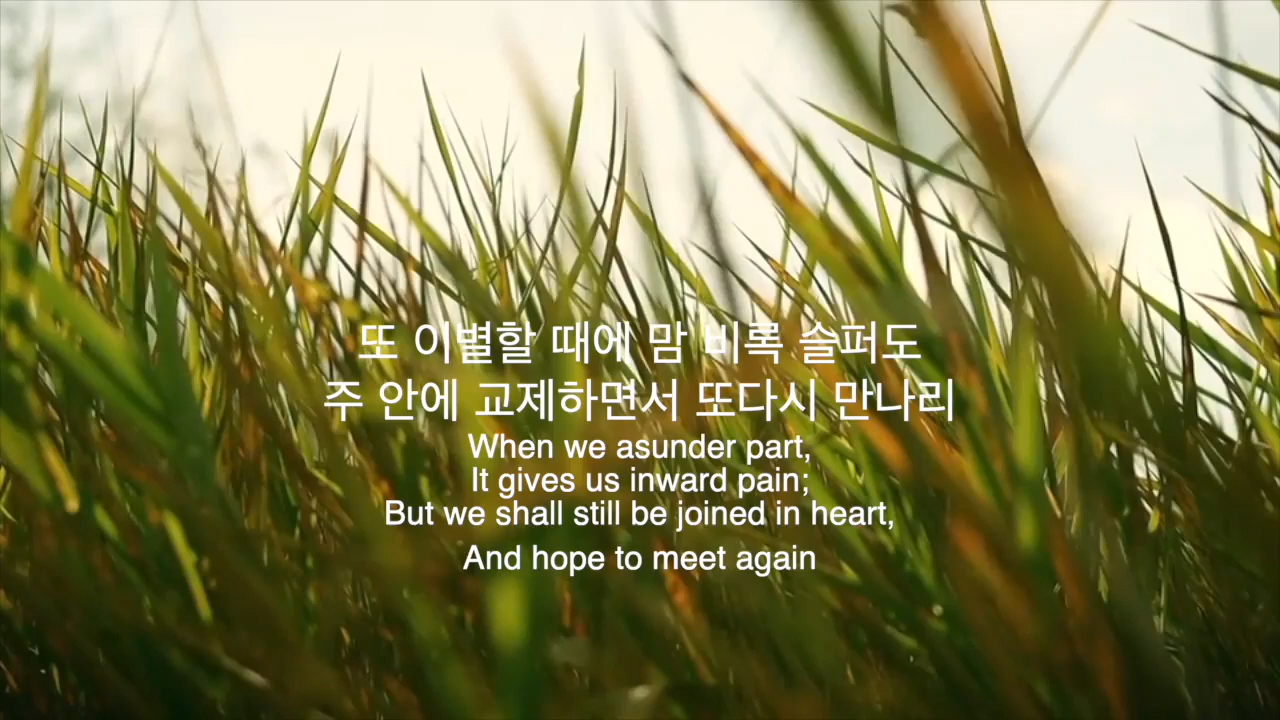 또 이별할 때에 맘 비록 슬퍼도
주 안에 교제하면서 또다시 만나리
When we asunder part,
It gives us inward pain;
But we shall still be joined in heart,
And hope to meet again